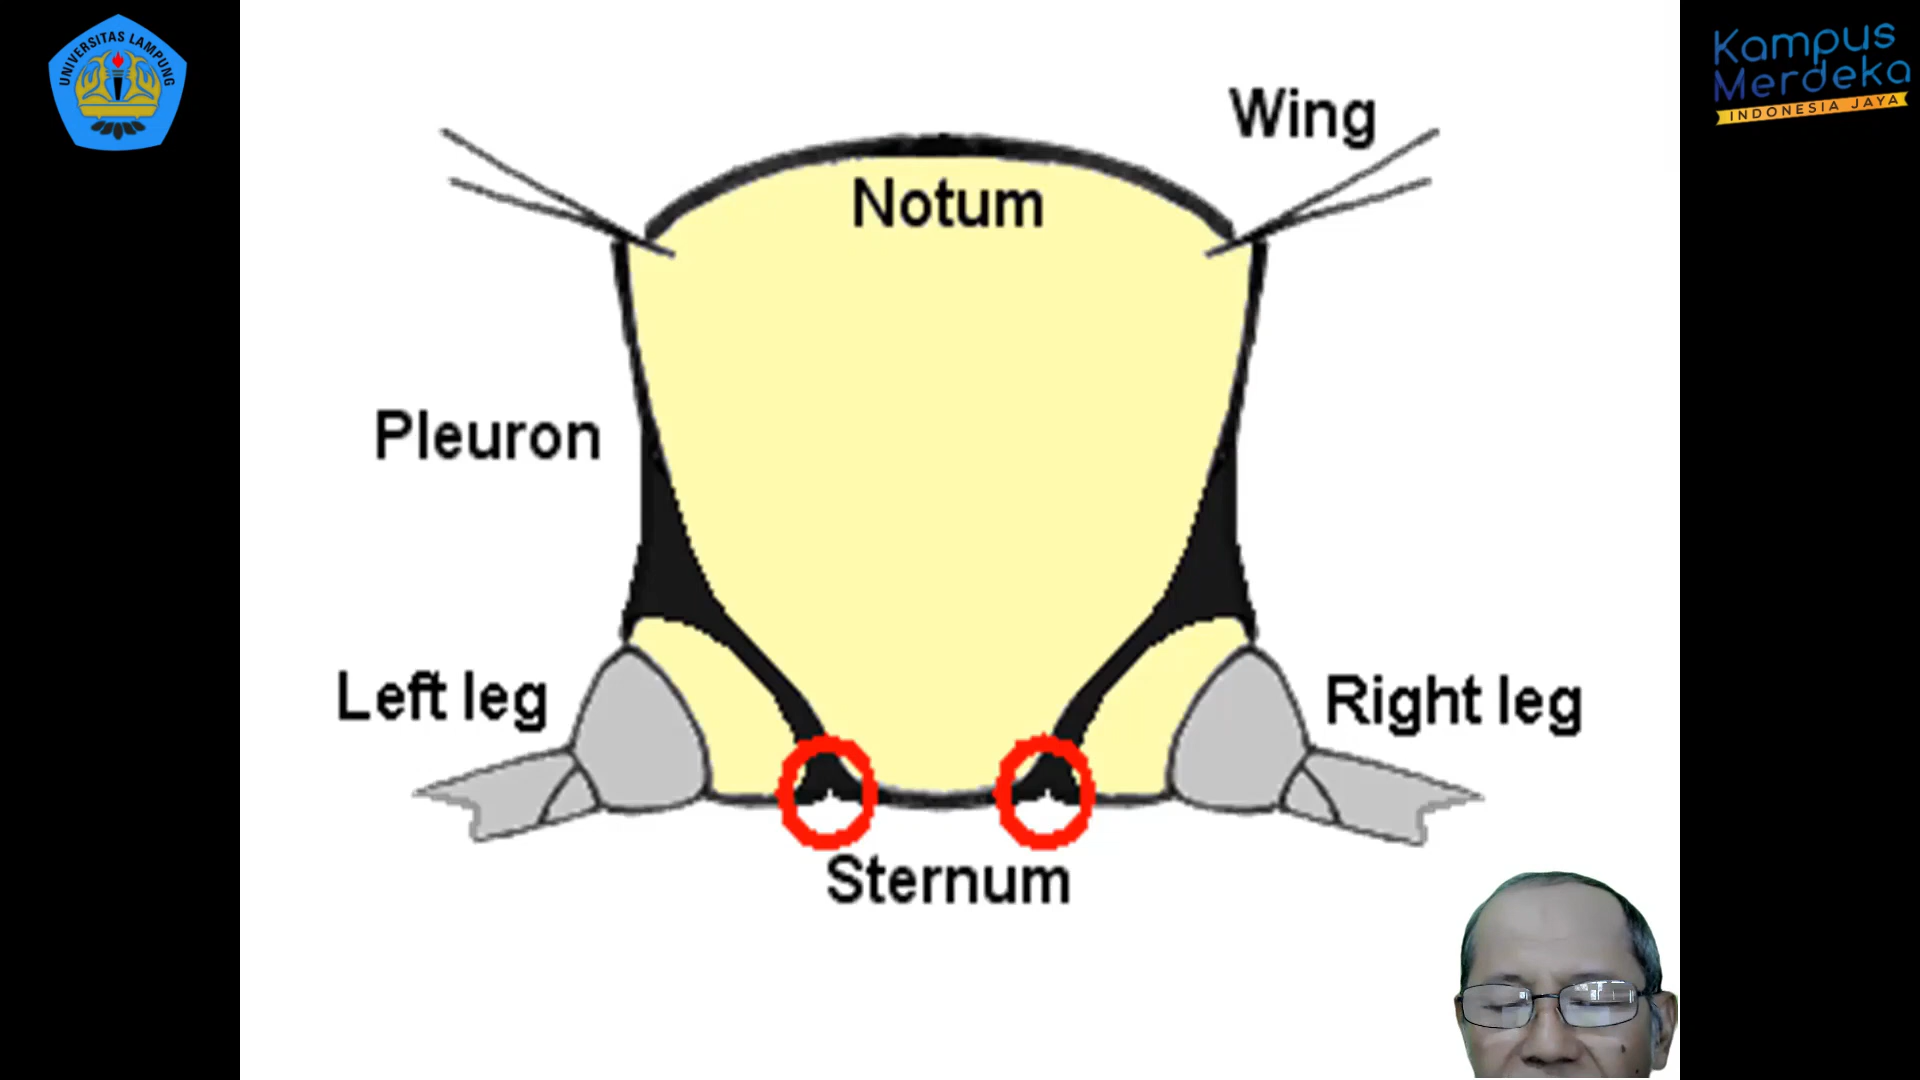 UNIVERSITAS LAMPUNG
Kampus
Merdeka
INDONESIA JAYA
Wing
Notum
Pleuron
Left leg
Right leg
Sternum